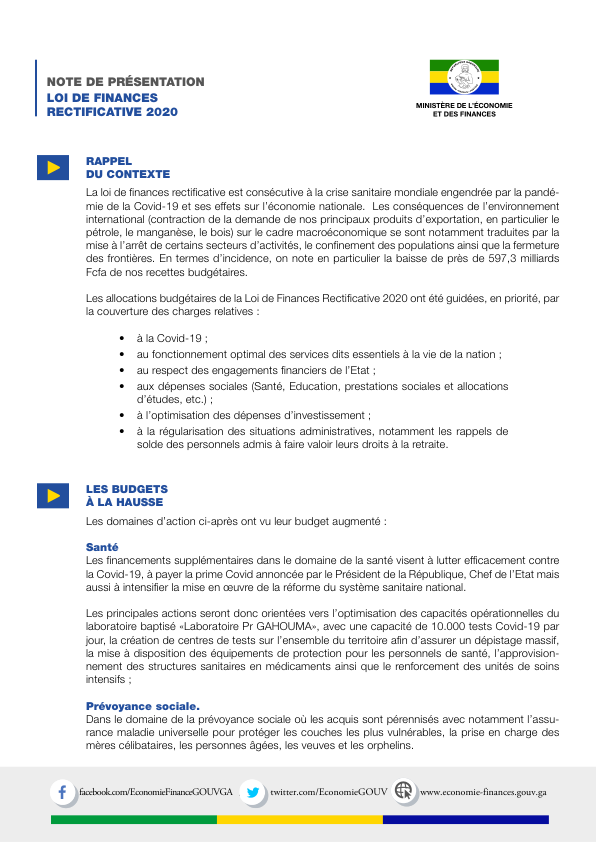 NOTE DE PRÉSENTATION
LOI DE FINANCES
RECTIFICATIVE 2020
MINISTÈRE DE L'ÉCONOMIE
ET DES FINANCES
RAPPEL
DU CONTEXTE
La loi de finances rectificative est consécutive à la crise sanitaire mondiale engendrée par la pandé-
mie de la Covid-19 et ses effets sur l'économie nationale. Les conséquences de l'environnement
international (contraction de la demande de nos principaux produits d'exportation, en particulier le
pétrole, le manganèse, le bois) sur le cadre macroéconomique se sont notamment traduites par la
mise à l'arrêt de certains secteurs d'activités, le confinement des populations ainsi que la fermeture
des frontières. En termes d'incidence, on note en particulier la baisse de près de 597,3 milliards
Fcfa de nos recettes budgétaires.
Les allocations budgétaires de la Loi de Finances Rectificative 2020 ont été guidées, en priorité, par
la couverture des charges relatives :
• à la Covid-19 ;
• au fonctionnement optimal des services dits essentiels à la vie de la nation ;
• au respect des engagements financiers de l'Etat ;
• aux dépenses sociales (Santé, Education, prestations sociales et allocations
d'études, etc.) ;
• à l'optimisation des dépenses d'investissement ;
• à la régularisation des situations administratives, notamment les rappels de
solde des personnels admis à faire valoir leurs droits à la retraite.
LES BUDGETS
À LA HAUSSE
Les domaines d'action ci-après ont vu leur budget augmenté :
Santé
Les financements supplémentaires dans le domaine de la santé visent à lutter efficacement contre
la Covid-19, à payer la prime Covid annoncée par le Président de la République, Chef de l'Etat mais
aussi à intensifier la mise en œuvre de la réforme du système sanitaire national.
Les principales actions seront donc orientées vers l'optimisation des capacités opérationnelles du
laboratoire baptisé «Laboratoire Pr GAHOUMA», avec une capacité de 10.000 tests Covid-19 par
jour, la création de centres de tests sur l'ensemble du territoire afin d'assurer un dépistage massif,
la mise à disposition des équipements de protection pour les personnels de santé, l'approvision-
nement des structures sanitaires en médicaments ainsi que le renforcement des unités de soins
intensifs ;
Prévoyance sociale.
Dans le domaine de la prévoyance sociale où les acquis sont pérennisés avec notamment l'assu-
rance maladie universelle pour protéger les couches les plus vulnérables, la prise en charge des
mères célibataires, les personnes âgées, les veuves et les orphelins.
facebook.com/EconomieFinanceGOUVGA twitter.com/EconomieGOUV www.economie-finances.gouv.ga